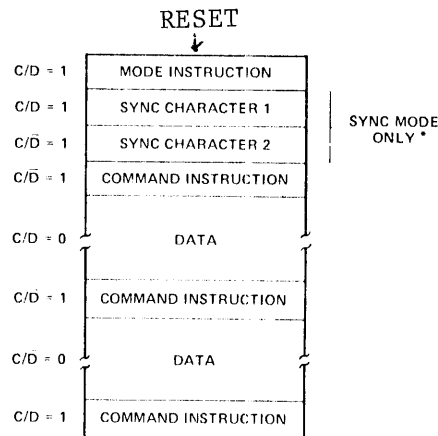 RESET
C/D = 1 MODE INSTRUCTION
C/D = 1 SYNC CHARACTER 1
C/D̅ = 1 SYNC CHARACTER 2
SYNC MODE
ONLY *
C/D̅ = 1 COMMAND INSTRUCTION
C/D = 0 DATA
C/D = 1 COMMAND INSTRUCTION
C/D̅ = 0 DATA
C/D = 1 COMMAND INSTRUCTION